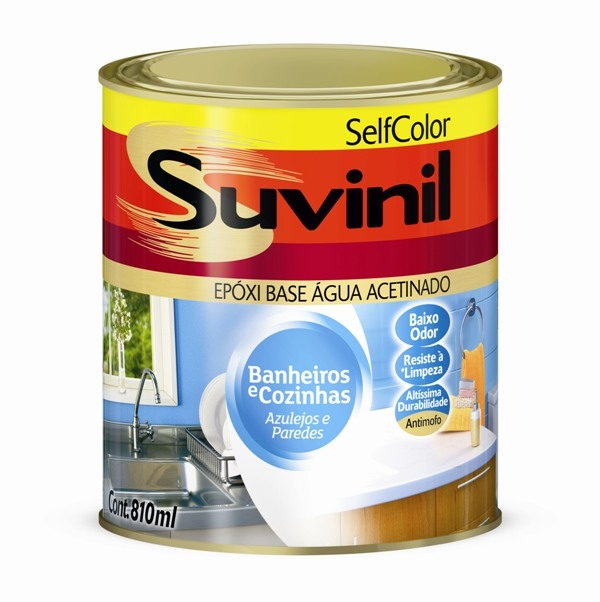 SelfColor
Suvinil
EPÓXI BASE ÁGUA ACETINADO
Baixo
Odor
Resiste à
*Limpeza
Altíssima
Durabilidade
Antimofo
Banheiros
e Cozinhas
Azulejos e
Paredes
Cont. 810ml